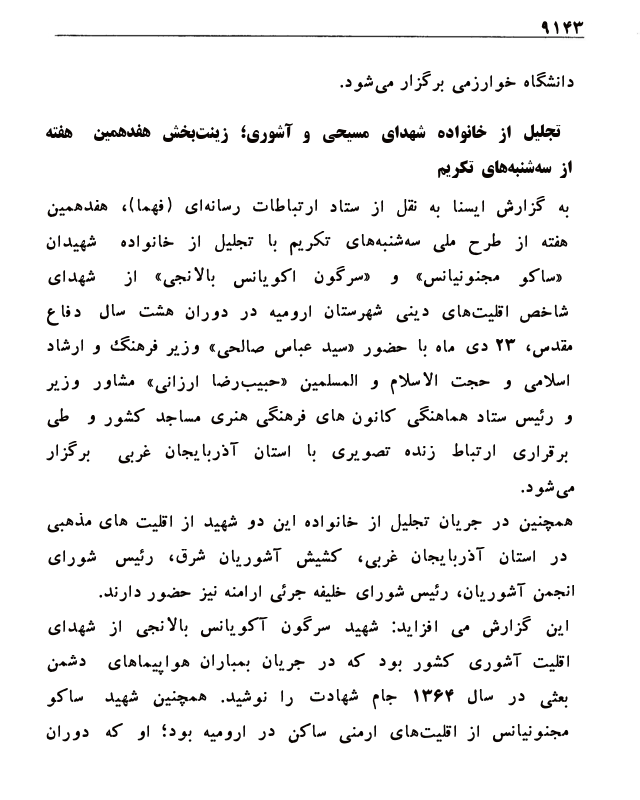 ۹۱۴۳
دانشگاه خوارزمی برگزار می‌شود.
تجلیل از خانواده شهدای مسیحی و آشوری؛ زینت‌بخش هفدهمین هفته
از سه‌شنبه‌های تکریم
به گزارش ایسنا به نقل از ستاد ارتباطات رسانه‌ای (فهما)، هفدهمین
هفته از طرح ملی سه‌شنبه‌های تکریم با تجلیل از خانواده شهیدان
«ساکو مجنونیانس» و «سرگون اکویانس بالانجی» از شهدای
شاخص اقلیت‌های دینی شهرستان ارومیه در دوران هشت سال دفاع
مقدس، ۲۳ دی ماه با حضور «سید عباس صالحی» وزیر فرهنگ و ارشاد
اسلامی و حجت الاسلام و المسلمین «حبیب‌رضا ارزانی» مشاور وزیر
و رئیس ستاد هماهنگی کانون های فرهنگی هنری مساجد کشور و طی
برقراری ارتباط زنده تصویری با استان آذربایجان غربی برگزار
می‌شود.
همچنین در جریان تجلیل از خانواده این دو شهید از اقلیت های مذهبی
در استان آذربایجان غربی، کشیش آشوریان شرق، رئیس شورای
انجمن آشوریان، رئیس شورای خلیفه جرئی ارامنه نیز حضور دارند.
این گزارش می افزاید: شهید سرگون آکویانس بالانجی از شهدای
اقلیت آشوری کشور بود که در جریان بمباران هواپیماهای دشمن
بعثی در سال ۱۳۶۴ جام شهادت را نوشید. همچنین شهید ساکو
مجنونیانس از اقلیت‌های ارمنی ساکن در ارومیه بود؛ او که دوران